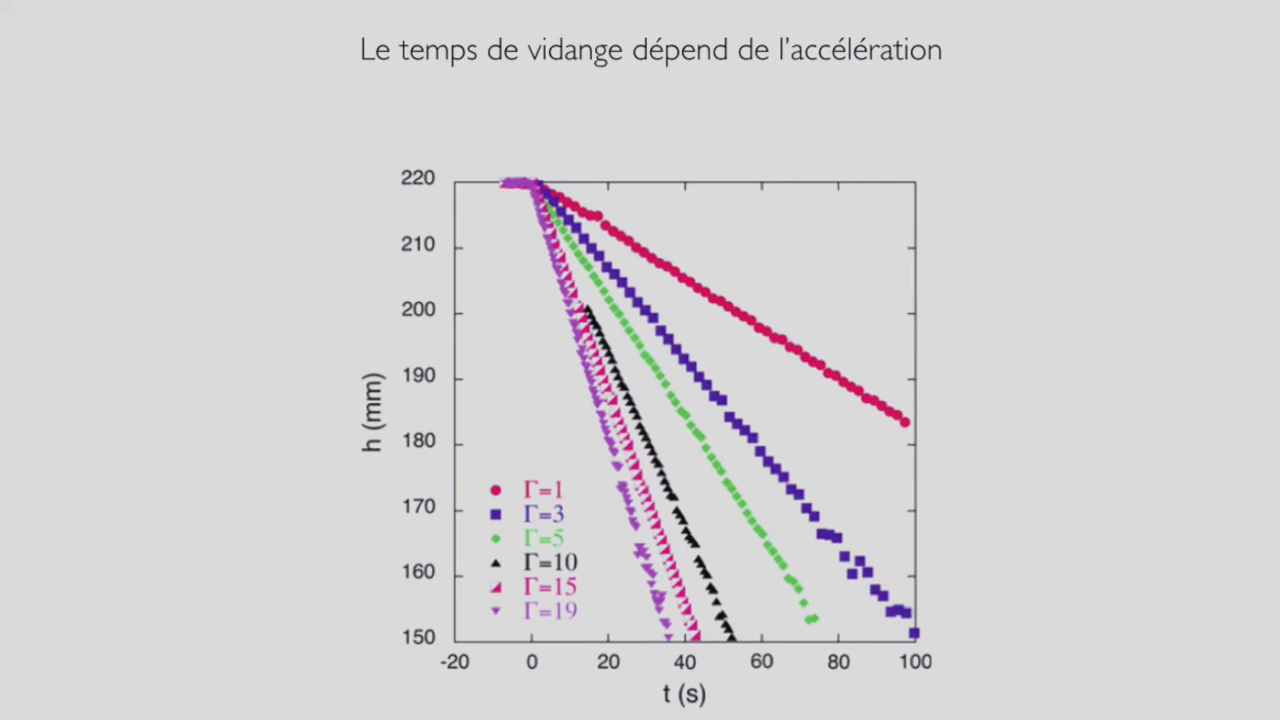 Le temps de vidange dépend de l'accélération
220
210
200
190
180
170
160
150
h (mm)
Γ=1
Γ=3
Γ=5
Γ=10
Γ=15
Γ=19
-20 0 20 40 60 80 100
t (s)